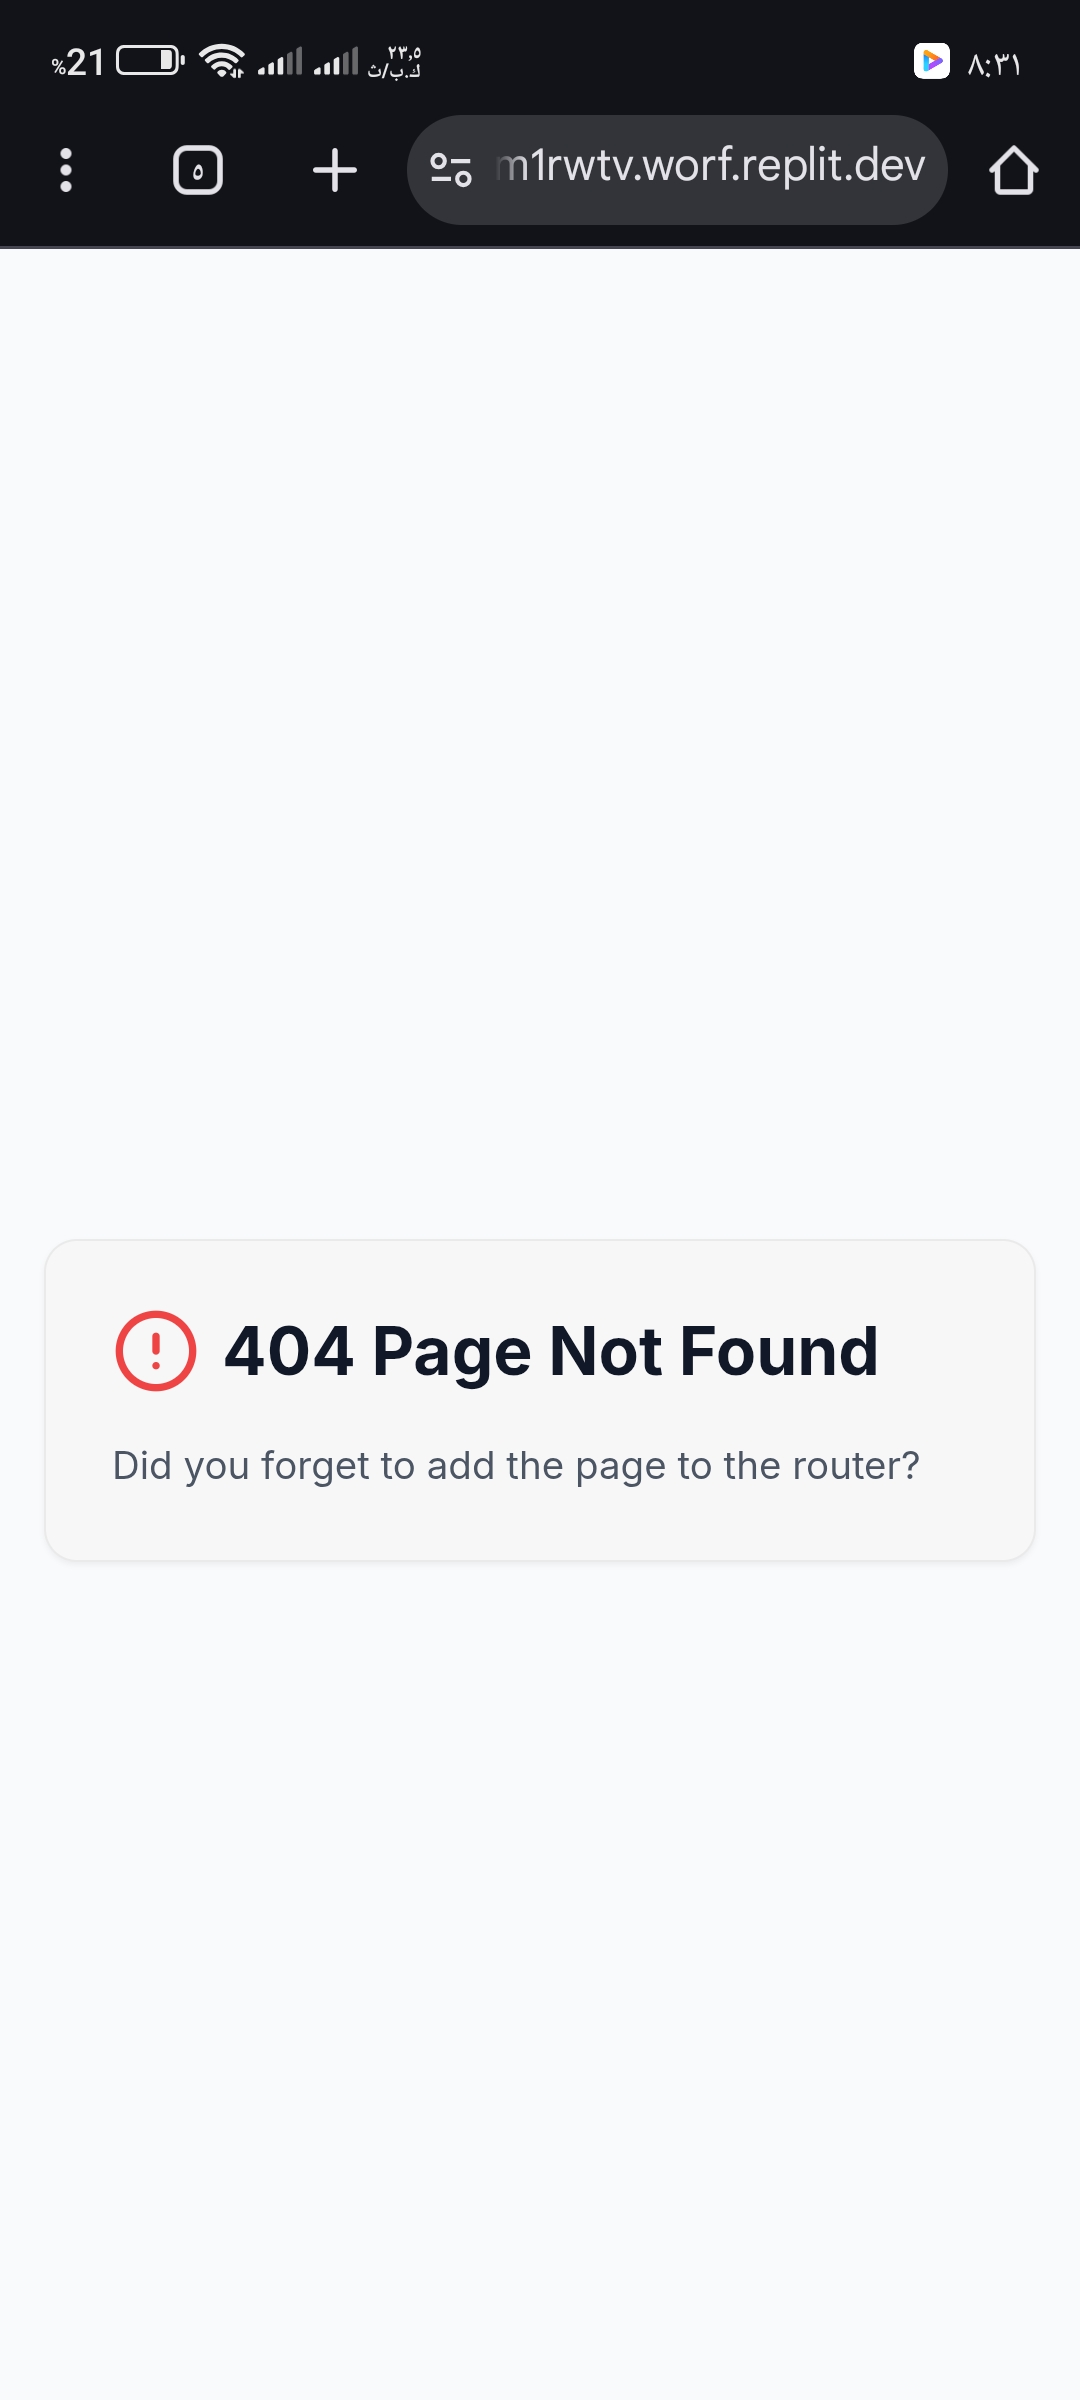 %21
٢٣,٥
ك.ب/ث
٨:٣١
٥
m1rwtv.worf.replit.dev
404 Page Not Found
Did you forget to add the page to the router?